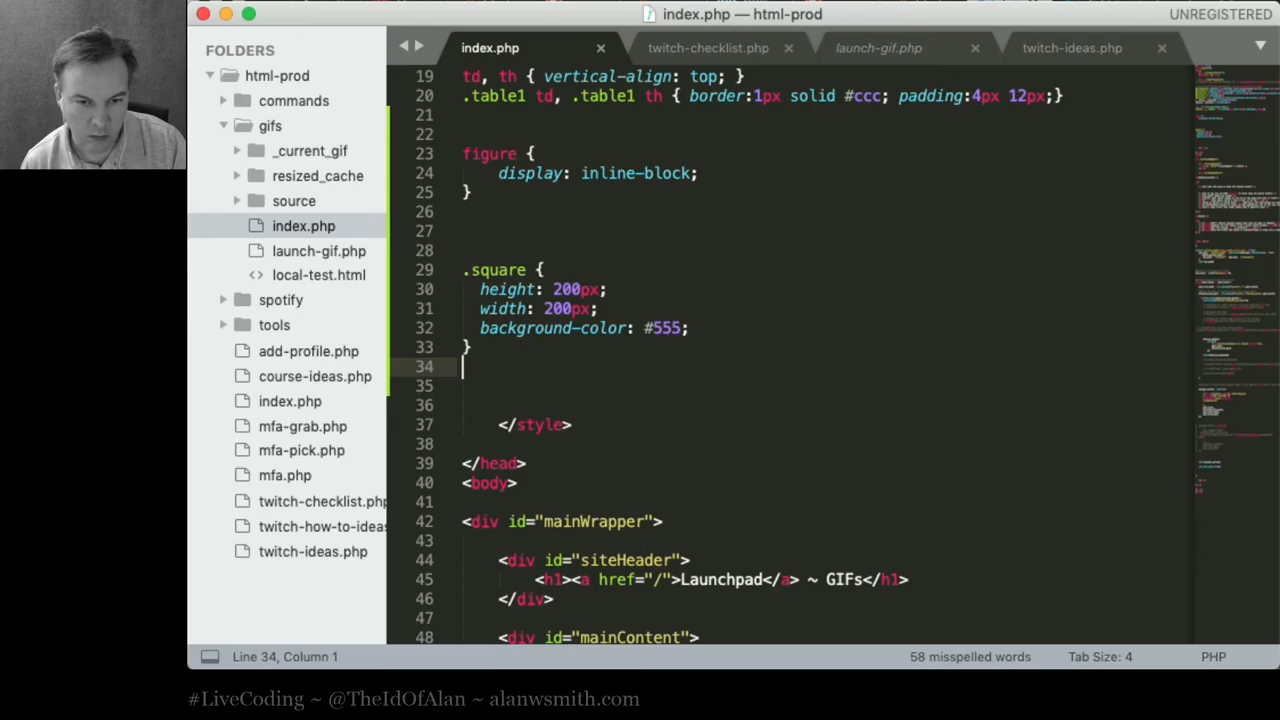 index.php — html-prod
UNREGISTERED
FOLDERS
html-prod
commands
gifs
_current_gif
resized_cache
source
index.php
launch-gif.php
local-test.html
spotify
tools
add-profile.php
course-ideas.php
index.php
mfa-grab.php
mfa-pick.php
mfa.php
twitch-checklist.php
twitch-how-to-ideas
twitch-ideas.php
index.php
twitch-checklist.php
launch-gif.php
twitch-ideas.php
19 td, th { vertical-align: top; }
20 .table1 td, .table1 th { border:1px solid #ccc; padding:4px 12px;}
21
22
23 figure {
24 display: inline-block;
25 }
26
27
28
29 .square {
30 height: 200px;
31 width: 200px;
32 background-color: #555;
33 }
34
35
36
37 </style>
38
39 </head>
40 <body>
41
42 <div id="mainWrapper">
43
44 <div id="siteHeader">
45 <h1><a href="/">Launchpad</a> ~ GIFs</h1>
46 </div>
47
48 <div id="mainContent">
Line 34, Column 1
58 misspelled words
Tab Size: 4
PHP
#LiveCoding ~ @TheIdOfAlan ~ alanwsmith.com